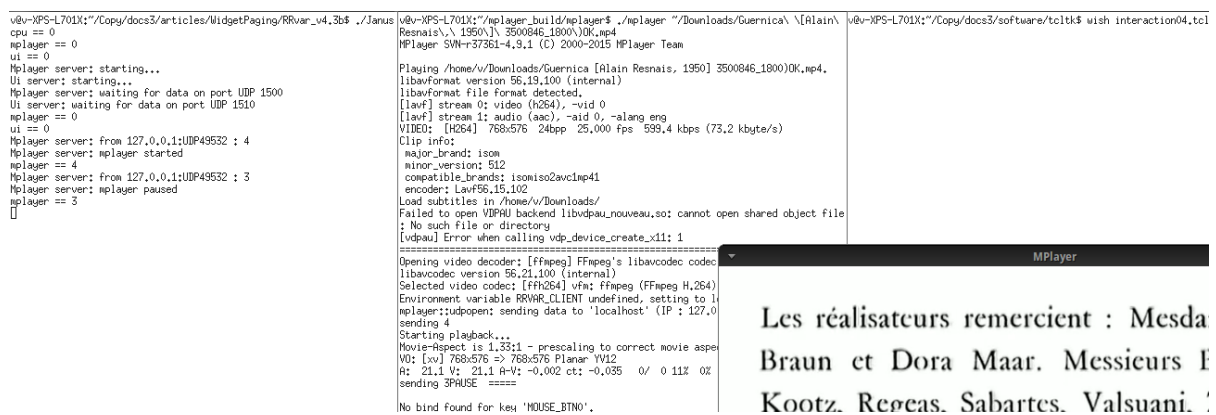 v@v-XPS-L701X:~/Copy/docs3/articles/WidgetPaging/RRvar_v4.3b$ ./Janus
cpu == 0
mplayer == 0
ui == 0
Mplayer server: starting...
Ui server: starting...
Mplayer server: waiting for data on port UDP 1500
Ui server: waiting for data on port UDP 1510
mplayer == 0
ui == 0
Mplayer server: from 127.0.0.1:UDP49532 : 4
Mplayer server: mplayer started
mplayer == 4
Mplayer server: from 127.0.0.1:UDP49532 : 3
Mplayer server: mplayer paused
mplayer == 3
v@v-XPS-L701X:~/mplayer_build/mplayer$ ./mplayer ~/Downloads/Guernica\ \[Alain\
Resnais\,\ 1950\]\ 3500846_1800\)OK.mp4
MPlayer SVN-r37361-4.9.1 (C) 2000-2015 MPlayer Team
Playing /home/v/Downloads/Guernica [Alain Resnais, 1950] 3500846_1800)OK.mp4.
libavformat version 56.19.100 (internal)
libavformat file format detected.
[lavf] stream 0: video (h264), -vid 0
[lavf] stream 1: audio (aac), -aid 0, -alang eng
VIDEO:  [H264]  768x576  24bpp  25.000 fps  599.4 kbps (73.2 kbyte/s)
Clip info:
 major_brand: isom
 minor_version: 512
 compatible_brands: isomiso2avc1mp41
 encoder: Lavf56.15.102
Load subtitles in /home/v/Downloads/
Failed to open VDPAU backend libvdpau_nouveau.so: cannot open shared object file
: No such file or directory
[vdpau] Error when calling vdp_device_create_x11: 1
==========================================================================
Opening video decoder: [ffmpeg] FFmpeg's libavcodec codec
libavcodec version 56.21.100 (internal)
Selected video codec: [ffh264] vfm: ffmpeg (FFmpeg H.264)
Environment variable RRVAR_CLIENT undefined, setting to l
mplayer::udpopen: sending data to 'localhost' (IP : 127.0
sending 4
Starting playback...
Movie-Aspect is 1.33:1 - prescaling to correct movie aspe
VO: [xv] 768x576 => 768x576 Planar YV12
A:  21.1 V:  21.1 A-V: -0.002 ct: -0.035   0/  0 11%  0%
sending 3PAUSE  =====
No bind found for key 'MOUSE_BTN0'.
v@v-XPS-L701X:~/Copy/docs3/software/tcltk$ wish interaction04.tcl
MPlayer
Les réalisateurs remercient : Mesda
Braun et Dora Maar. Messieurs
Kootz, Regeas, Sabartes, Valsuani,